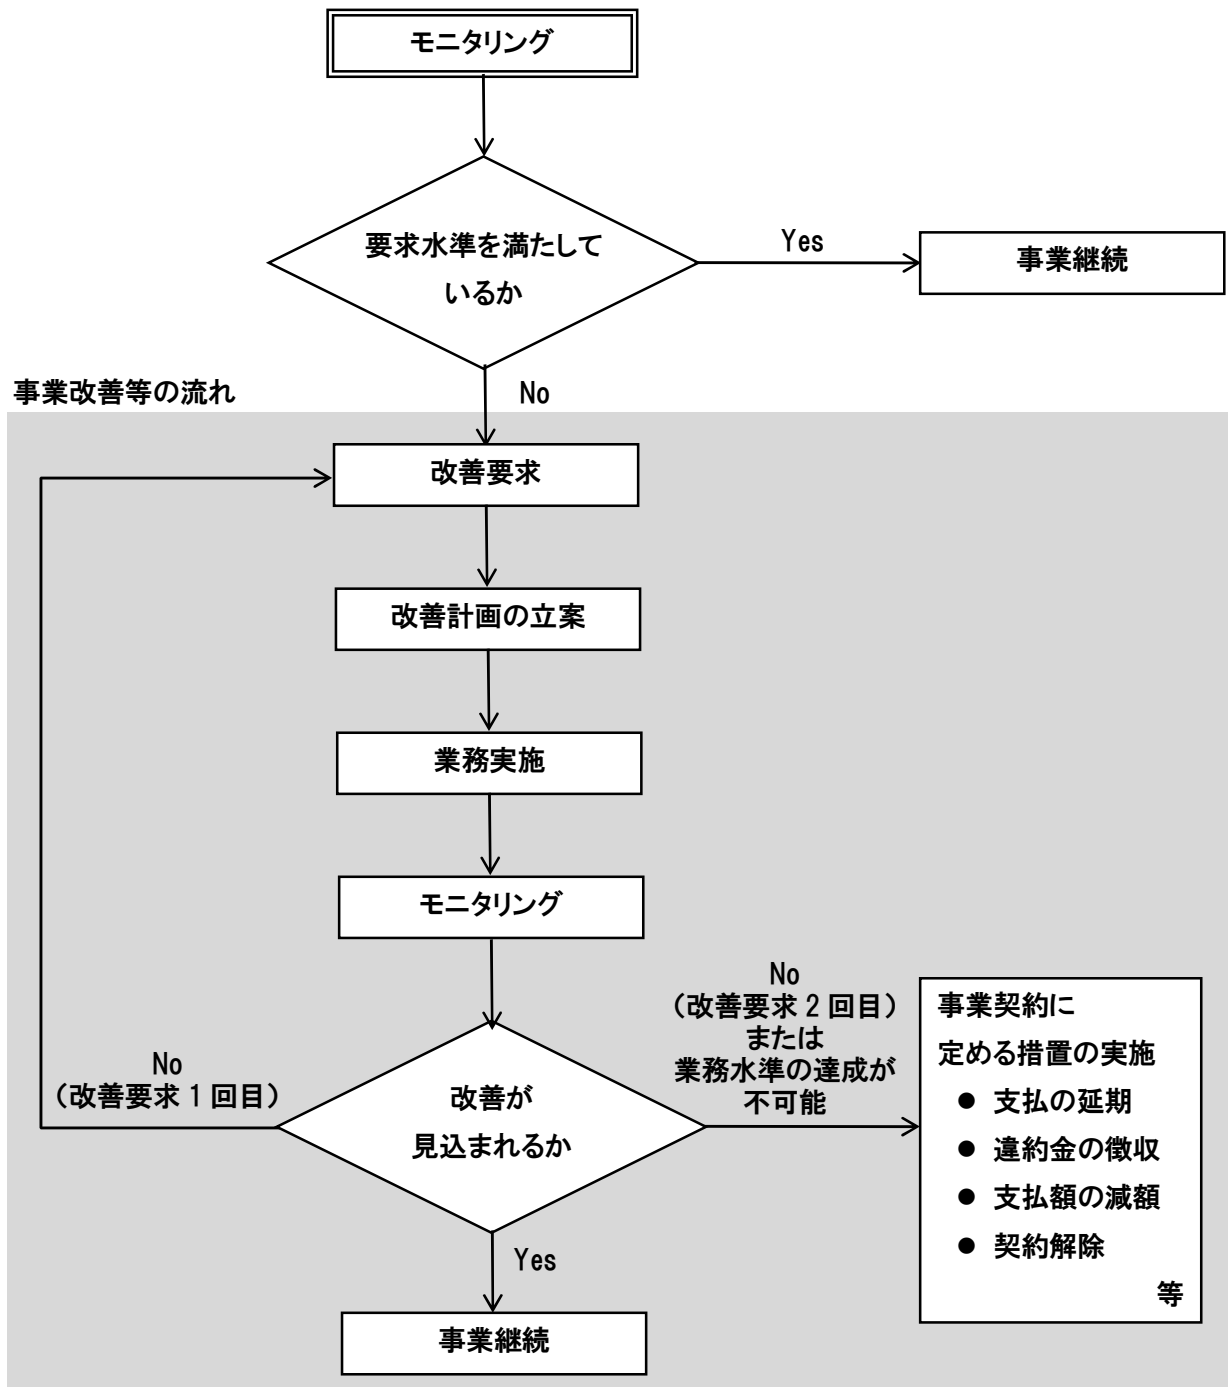 モニタリング
要求水準を満たして
いるか
Yes
事業継続
事業改善等の流れ
No
改善要求
改善計画の立案
業務実施
モニタリング
No
（改善要求 1 回目）
改善が
見込まれるか
No
（改善要求 2 回目）
または
業務水準の達成が
不可能
事業契約に
定める措置の実施
● 支払の延期
● 違約金の徴収
● 支払額の減額
● 契約解除
等
Yes
事業継続